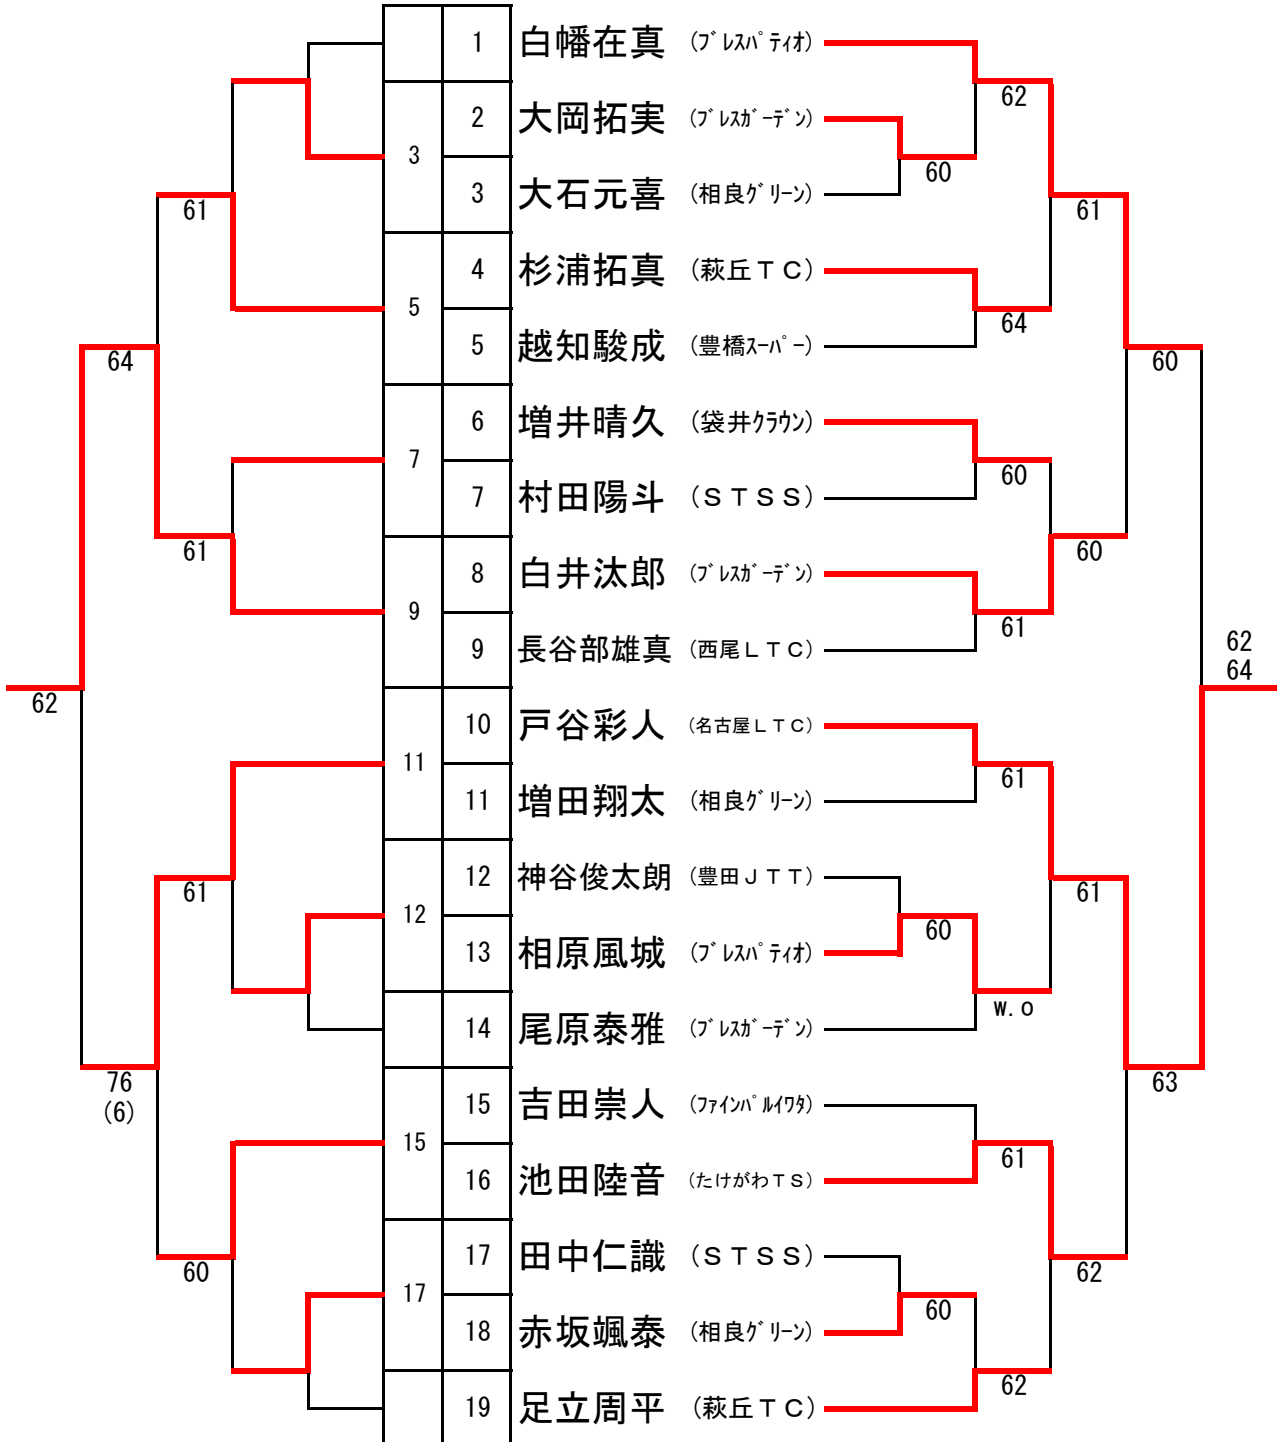 1 白幡在真 (ブレスパティオ)
62
2 大岡拓実 (ブレスガーデン)
3
60
3 大石元喜 (相良グリーン)
61
61
4 杉浦拓真 (萩丘TC)
5
64
5 越知駿成 (豊橋スーパー)
64
60
6 増井晴久 (袋井クラウン)
7
60
7 村田陽斗 (STSS)
61
60
8 白井汰郎 (ブレスガーデン)
9
61
9 長谷部雄真 (西尾LTC)
62
64
62
10 戸谷彩人 (名古屋LTC)
11
61
11 増田翔太 (相良グリーン)
61
61
12 神谷俊太朗 (豊田JTT)
12
60
13 相原風城 (ブレスパティオ)
w.o
14 尾原泰雅 (ブレスガーデン)
76
(6)
63
15 吉田崇人 (ファインパルイワタ)
15
61
16 池田陸音 (たけがわTS)
60
62
17 田中仁識 (STSS)
17
60
18 赤坂颯泰 (相良グリーン)
62
19 足立周平 (萩丘TC)